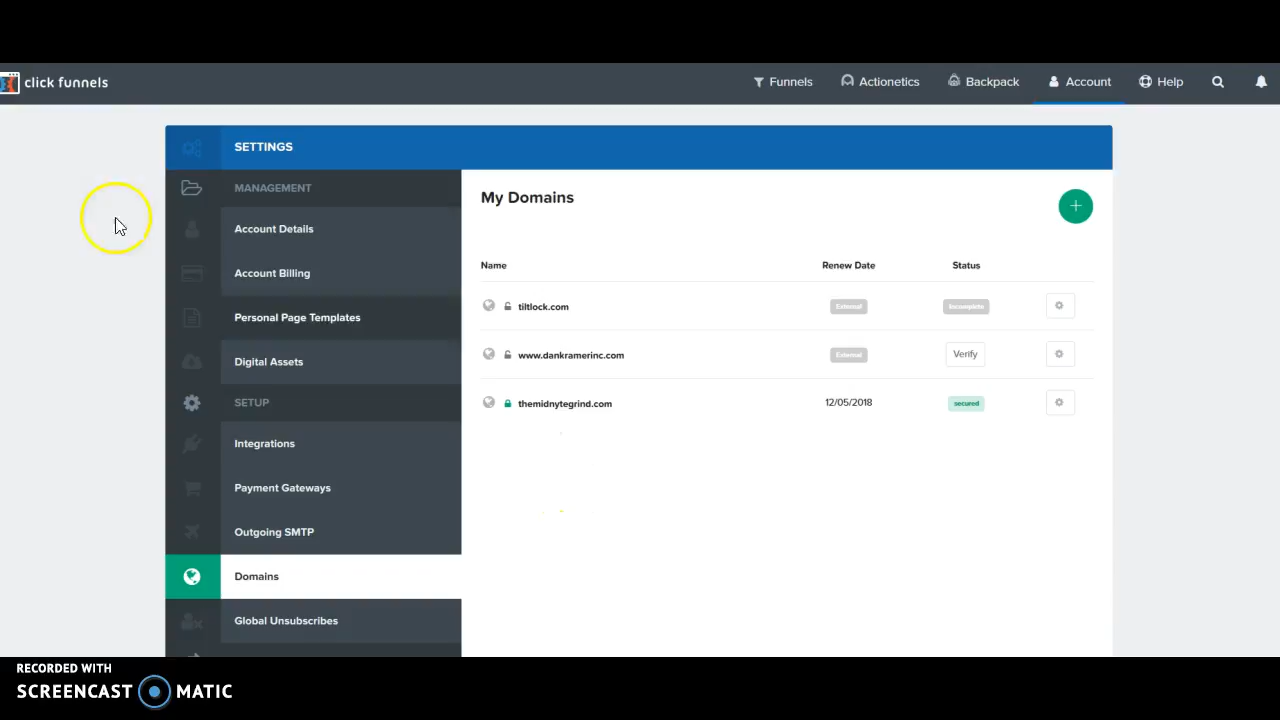 click funnels
Funnels
Actionetics
Backpack
Account
Help
SETTINGS
MANAGEMENT
Account Details
Account Billing
Personal Page Templates
Digital Assets
SETUP
Integrations
Payment Gateways
Outgoing SMTP
Domains
Global Unsubscribes
My Domains
+
Name Renew Date Status
tiltlock.com External Incomplete
www.dankramerinc.com External Verify
themidnytegrind.com 12/05/2018 secured
RECORDED WITH
SCREENCAST MATIC